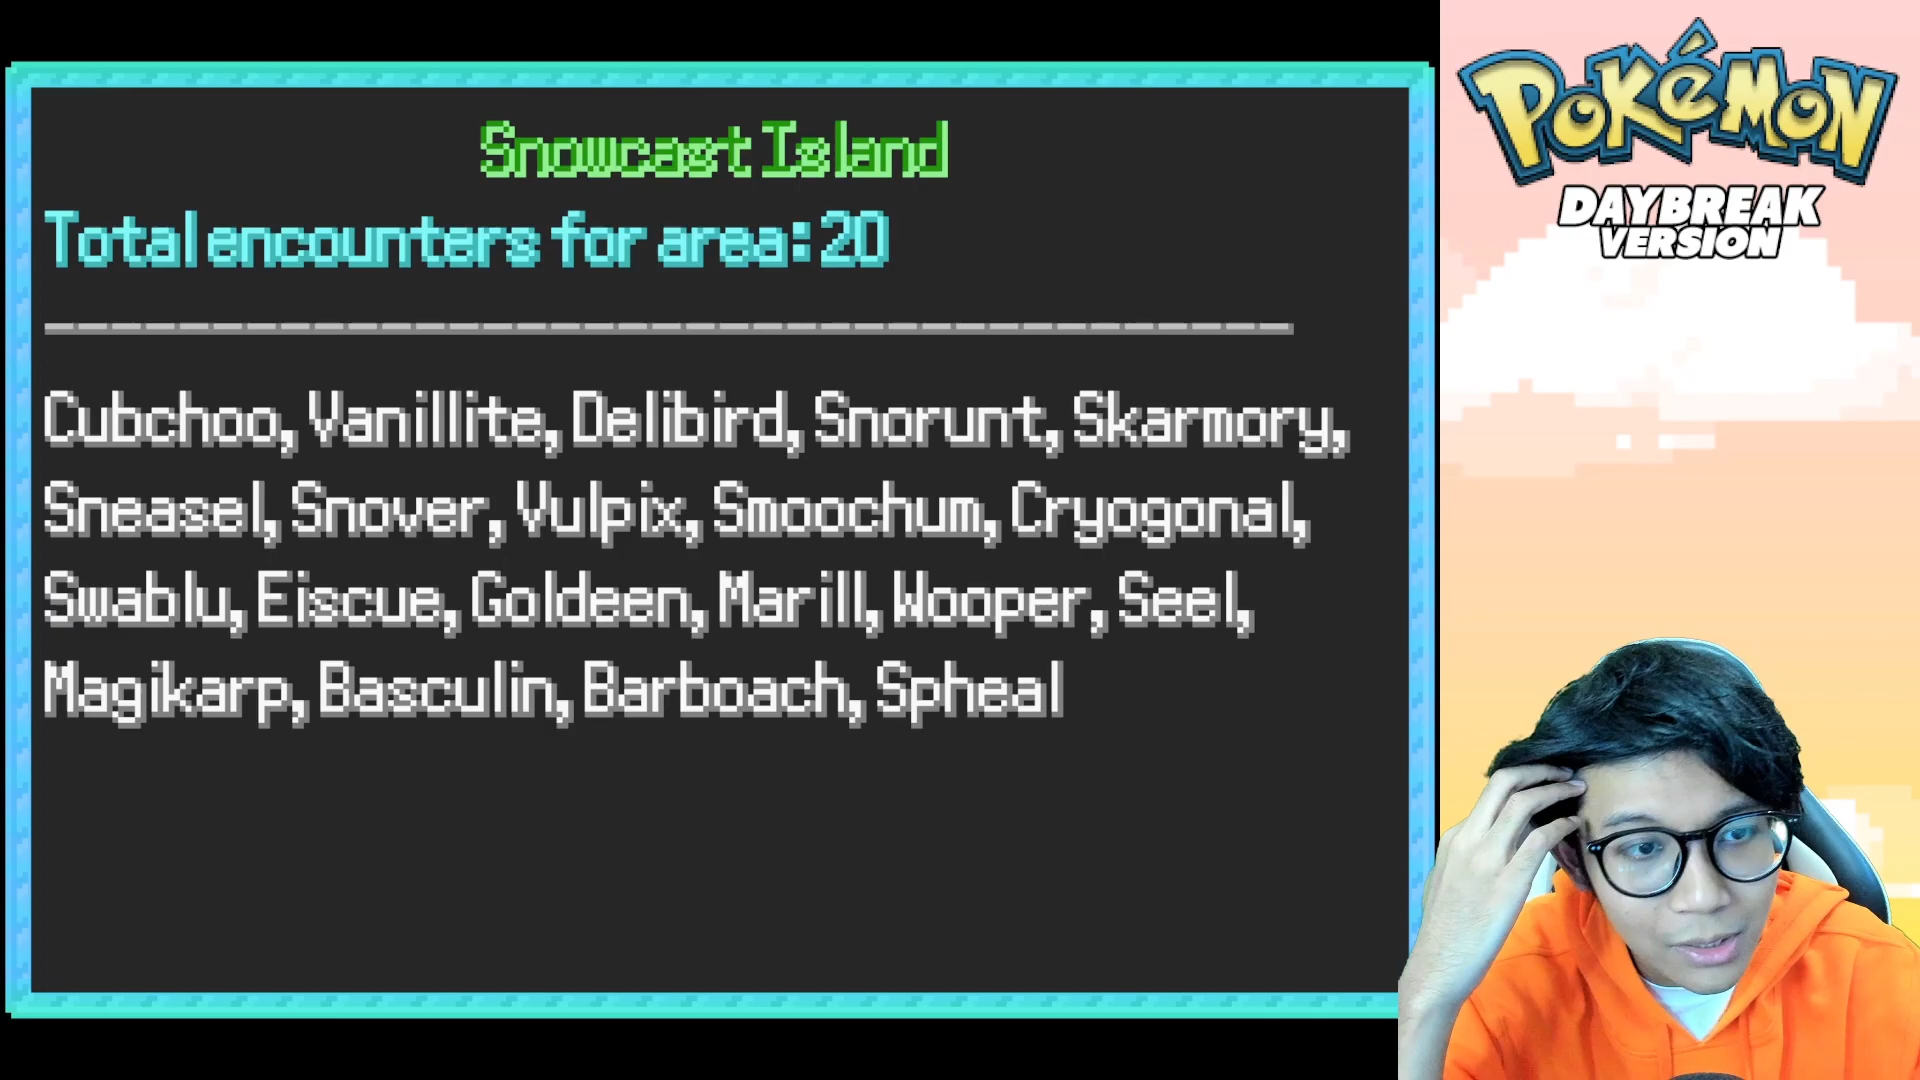 Snowcast Island
Total encounters for area: 20
Cubchoo, Vanillite, Delibird, Snorunt, Skarmory,
Sneasel, Snover, Vulpix, Smoochum, Cryogonal,
Swablu, Eiscue, Goldeen, Marill, Wooper, Seel,
Magikarp, Basculin, Barboach, Spheal
POKéMON
DAYBREAK
VERSION